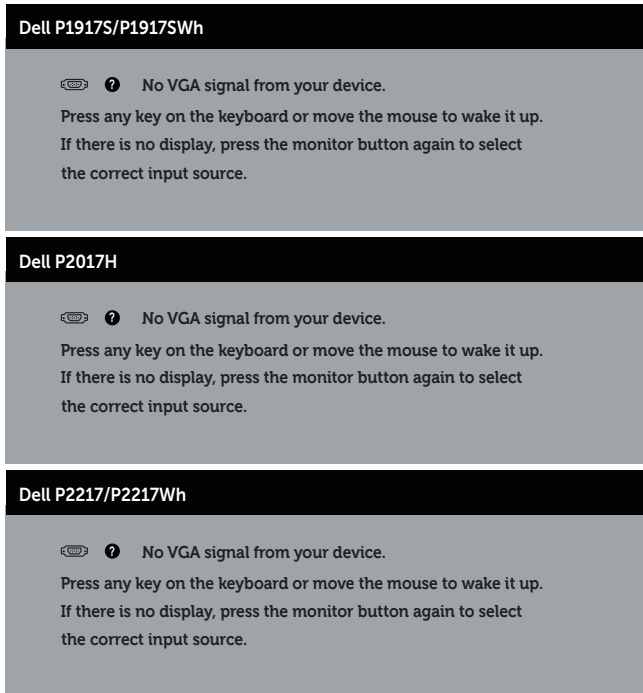 Dell P1917S/P1917SWh
? No VGA signal from your device.
Press any key on the keyboard or move the mouse to wake it up.
If there is no display, press the monitor button again to select
the correct input source.
Dell P2017H
? No VGA signal from your device.
Press any key on the keyboard or move the mouse to wake it up.
If there is no display, press the monitor button again to select
the correct input source.
Dell P2217/P2217Wh
? No VGA signal from your device.
Press any key on the keyboard or move the mouse to wake it up.
If there is no display, press the monitor button again to select
the correct input source.